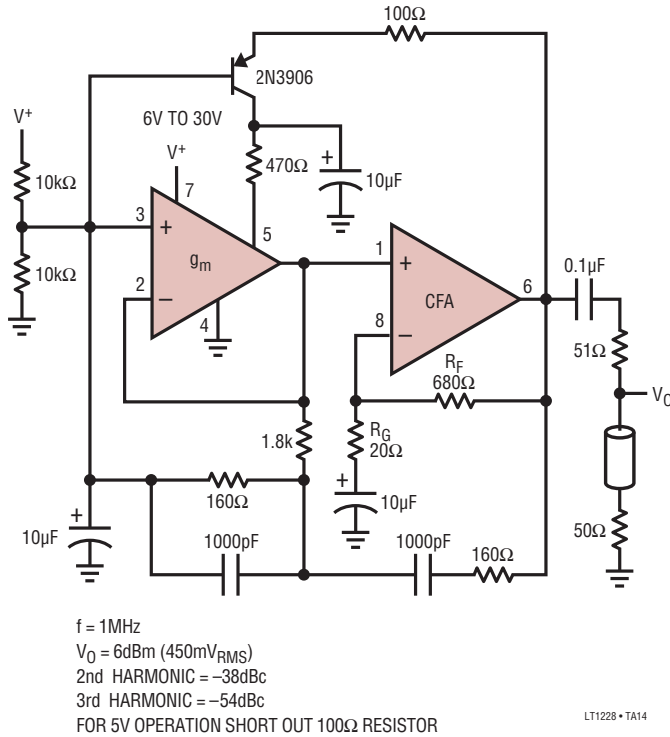 100Ω
2N3906
6V TO 30V
V+
V+
10kΩ
470Ω
10µF
+
7
3
+
5
gm
10kΩ
2
−
4
1
+
CFA
6
0.1µF
8
−
51Ω
RF
680Ω
VO
1.8k
RG
20Ω
160Ω
+
10µF
+
10µF
50Ω
1000pF
1000pF
160Ω
f = 1MHz
VO = 6dBm (450mVRMS)
2nd HARMONIC = –38dBc
3rd HARMONIC = –54dBc
FOR 5V OPERATION SHORT OUT 100Ω RESISTOR
LT1228 • TA14